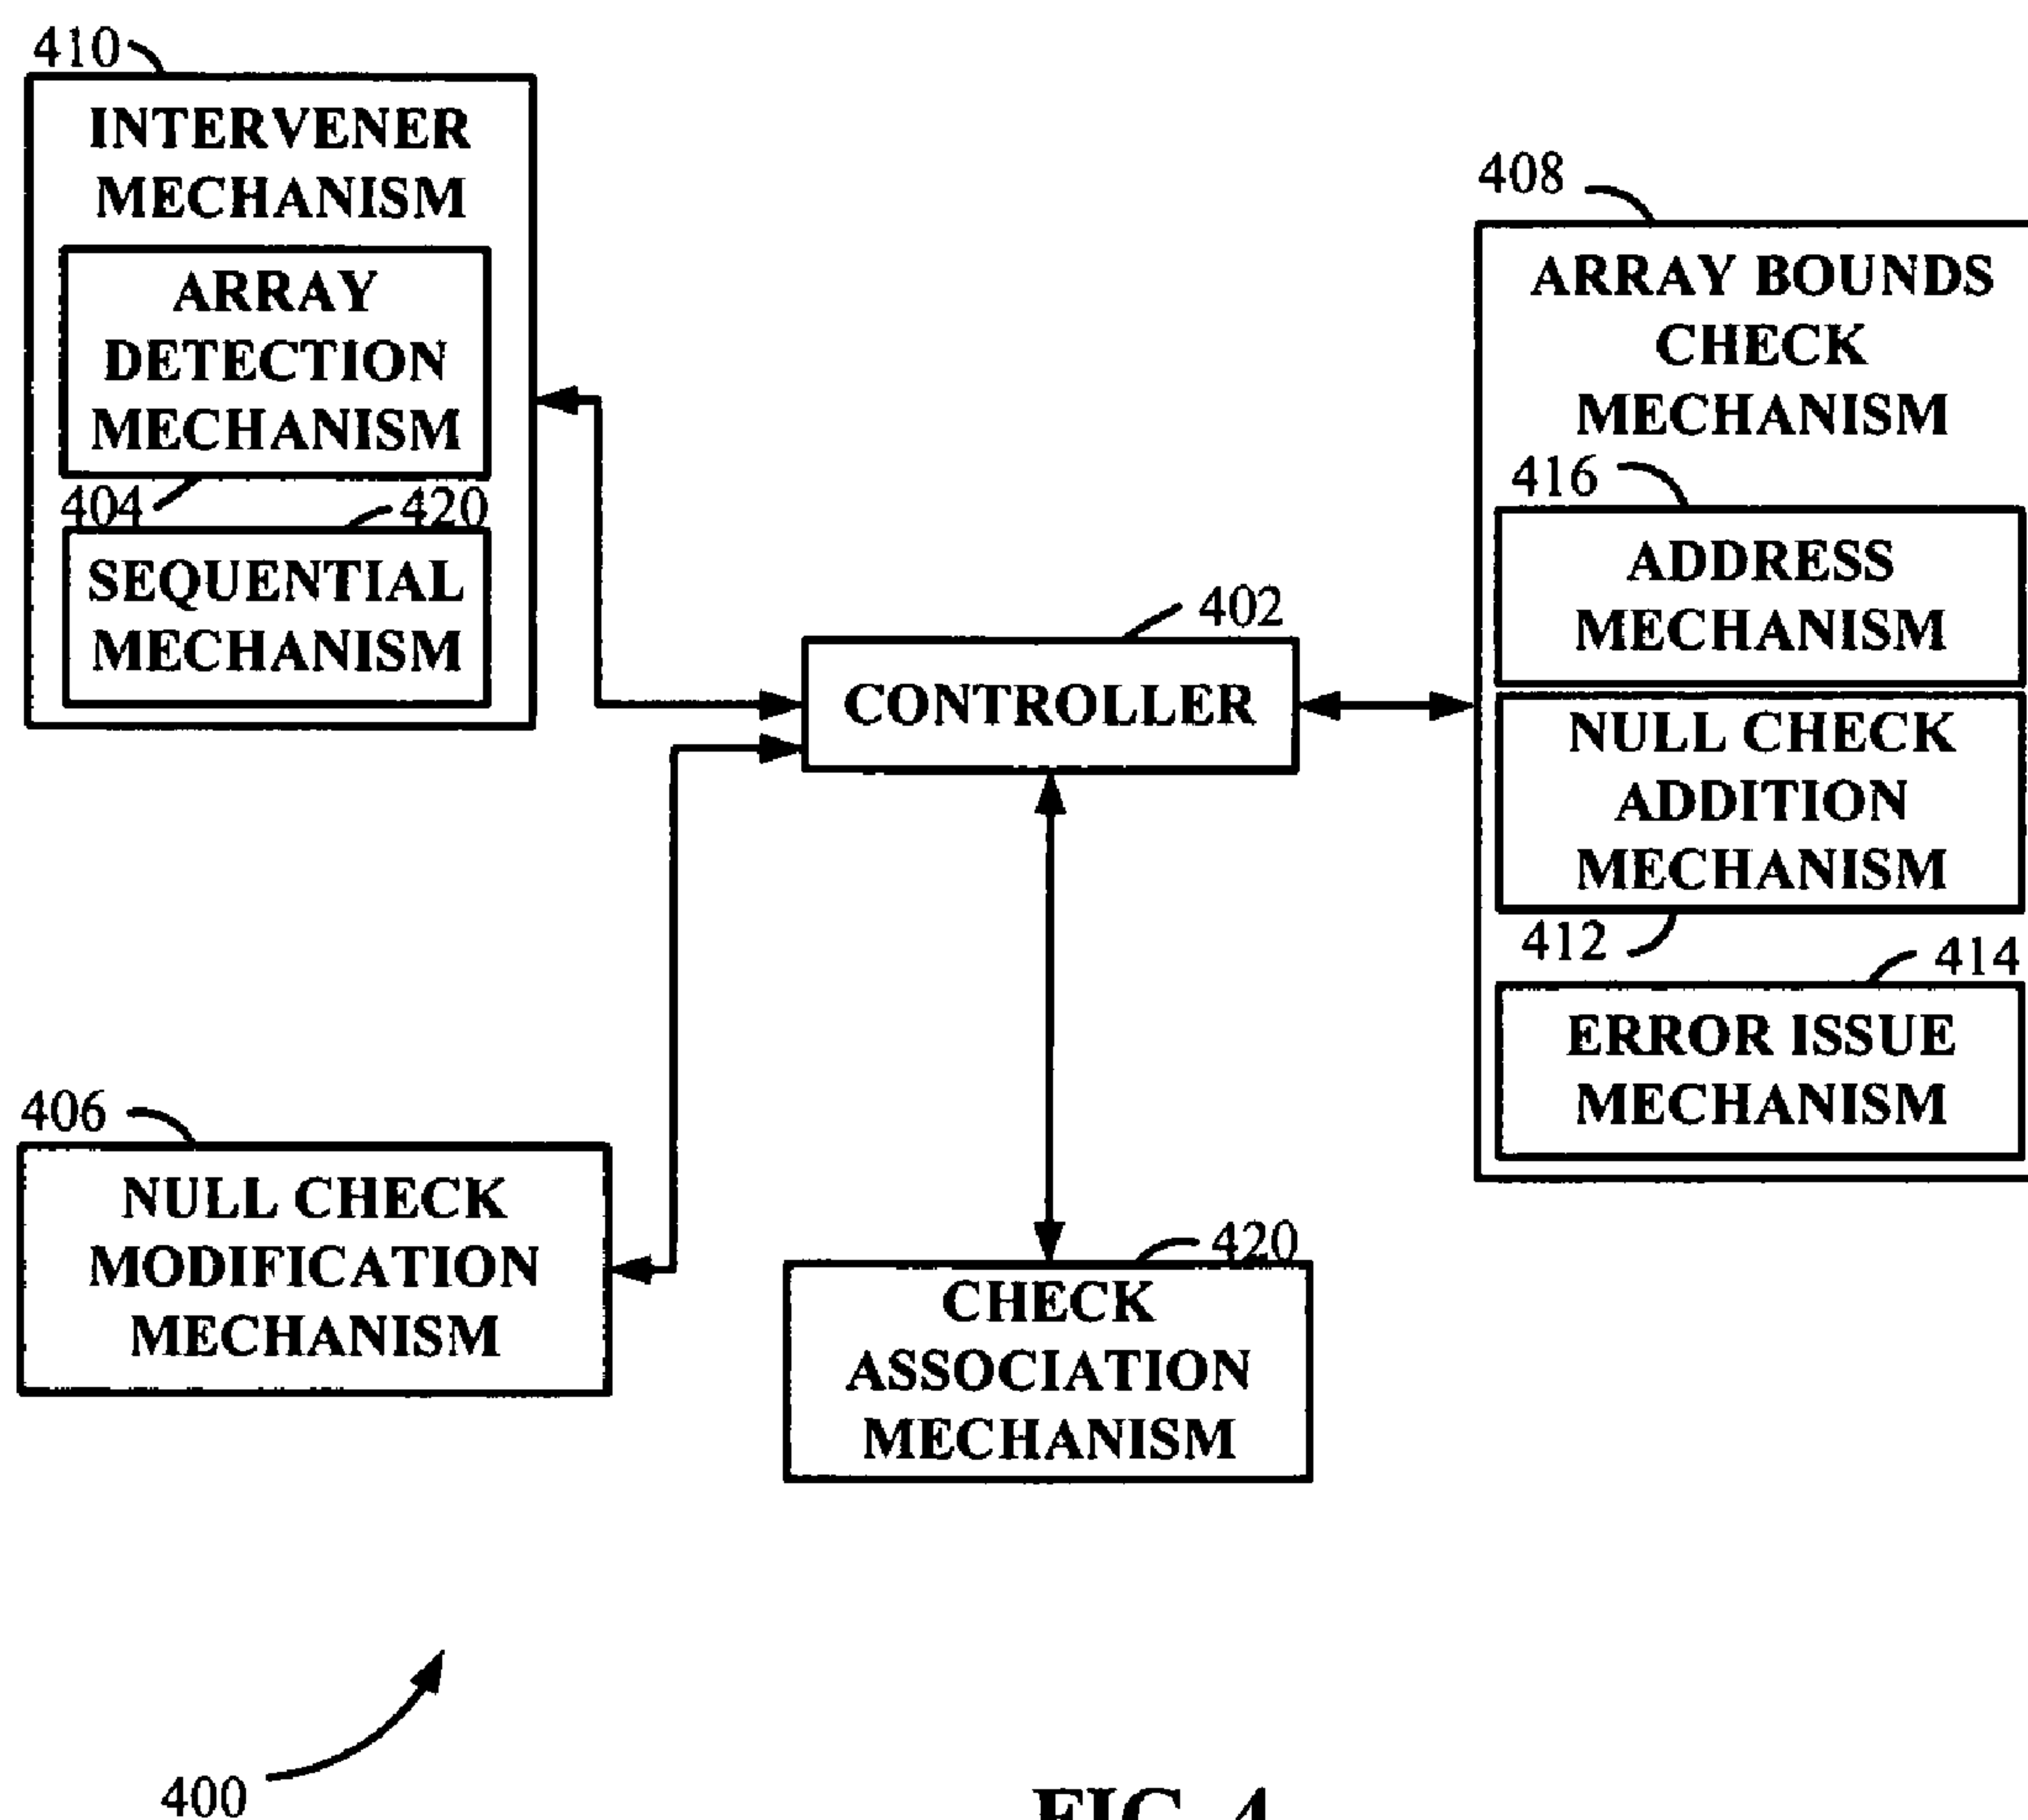 410
INTERVENER
MECHANISM
ARRAY
DETECTION
MECHANISM
404
420
SEQUENTIAL
MECHANISM
402
CONTROLLER
408
ARRAY BOUNDS
CHECK
MECHANISM
416
ADDRESS
MECHANISM
NULL CHECK
ADDITION
MECHANISM
412
414
ERROR ISSUE
MECHANISM
406
NULL CHECK
MODIFICATION
MECHANISM
420
CHECK
ASSOCIATION
MECHANISM
400
FIG. 4